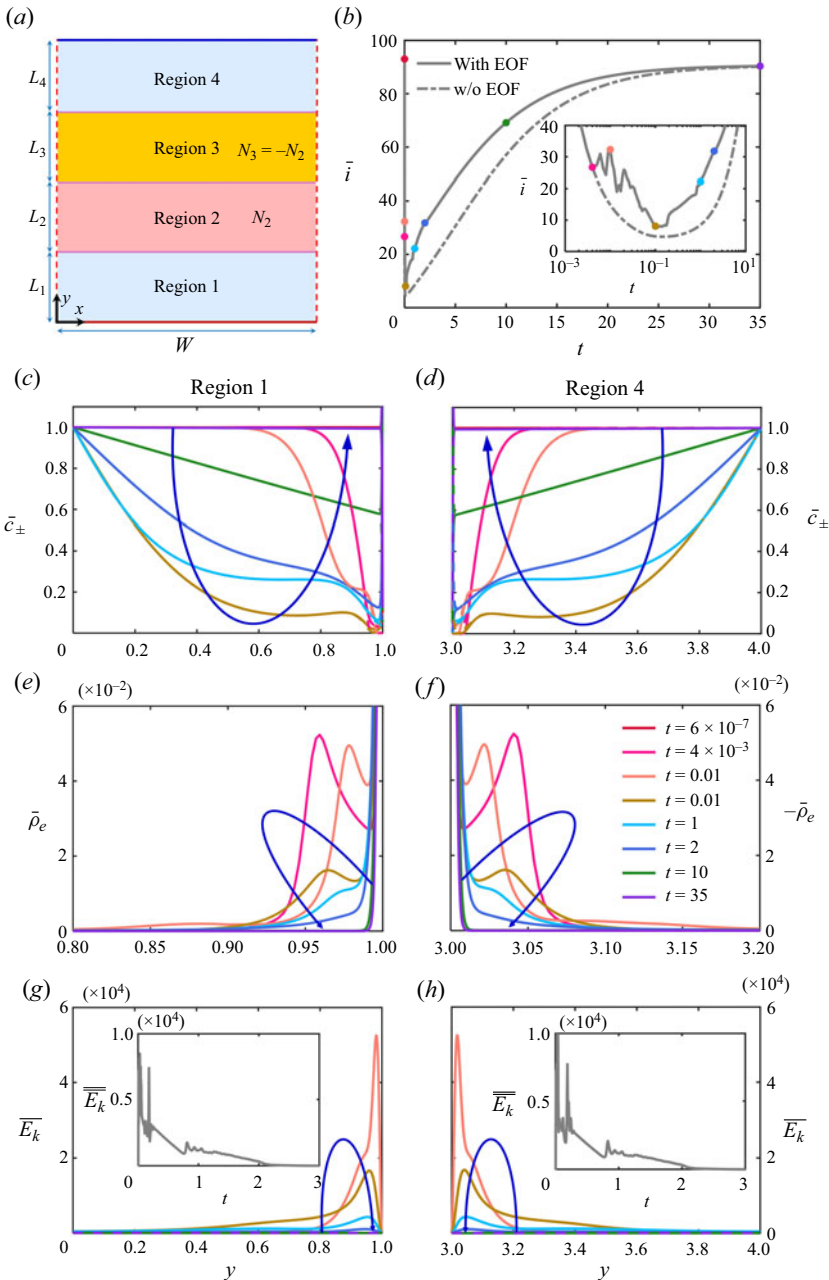 (a)
L4
Region 4
L3
Region 3 N3 = −N2
L2
Region 2 N2
L1
Region 1
y
x
W
(b)
100
80
60
40
20
0
i̅
With EOF
w/o EOF
0 5 10 15 20 25 30 35
t
40
30
20
10
0
i̅
10−3 10−1 101
t
(c) Region 1
1.0
0.8
0.6
0.4
0.2
c̅±
0 0.2 0.4 0.6 0.8 1.0
(d) Region 4
1.0
0.8
0.6
0.4
0.2
0
c̅±
3.0 3.2 3.4 3.6 3.8 4.0
(e) (×10−2)
6
4
2
0
ρ̅e
0.80 0.85 0.90 0.95 1.00
(f) (×10−2)
6
4
2
0
−ρ̅e
t = 6 × 10−7
t = 4 × 10−3
t = 0.01
t = 0.01
t = 1
t = 2
t = 10
t = 35
3.00 3.05 3.10 3.15 3.20
(g) (×104)
6
4
2
0
E̅k
(×104)
1.0
0.5
E̿k
0 1 2 3
t
0 0.2 0.4 0.6 0.8 1.0
y
(h) (×104)
6
4
2
0
E̅k
(×104)
1.0
0.5
E̿k
0 1 2 3
t
3.0 3.2 3.4 3.6 3.8 4.0
y